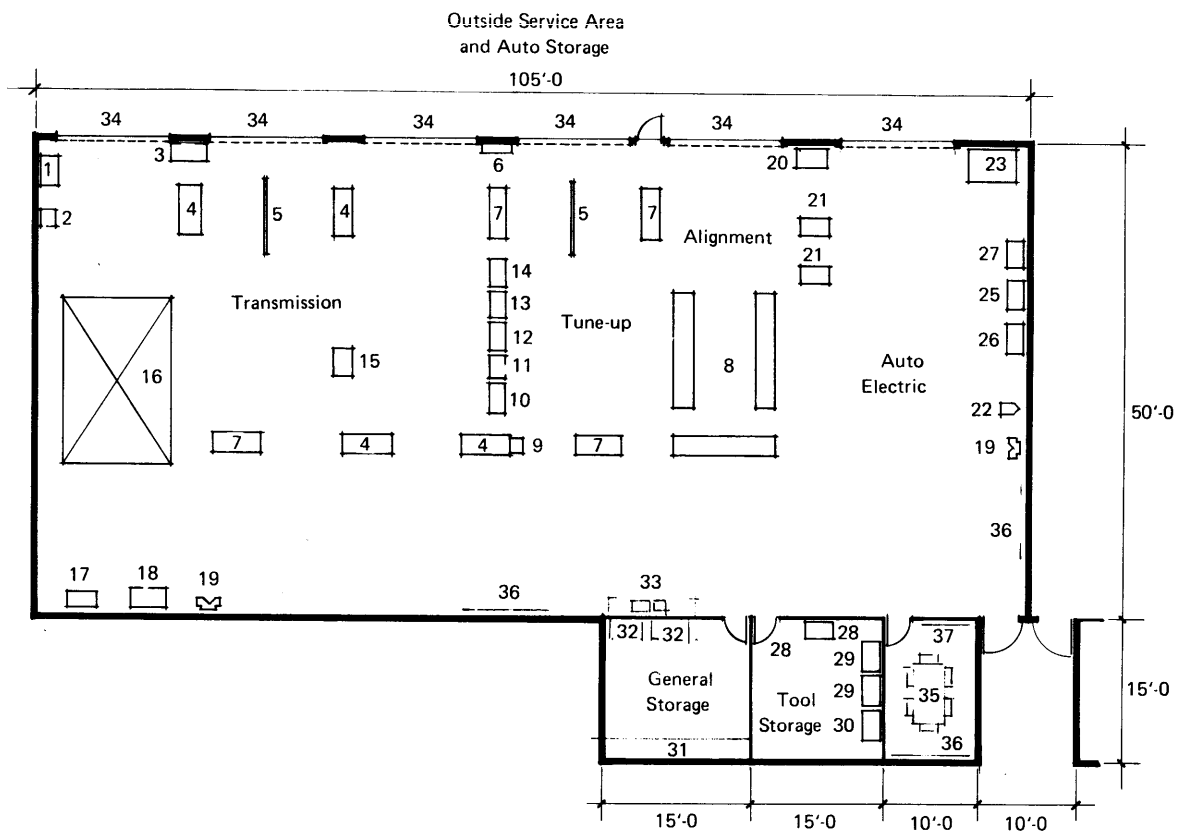 Outside Service Area
and Auto Storage
105'-0
34 34 34 34 34 34
3 6 20 23
1
2 4 5 4 7 5 7 21
Alignment
21
27
14
13
25
Transmission
Tune-up
12
26
15
11
8
Auto
Electric
16
10
22
50'-0
7 4 4 9 7
19
36
17 18 19
36
33
32 32
28
28
37
29
General
Storage
29
Tool
Storage
35
30
31
36
15'-0
15'-0 15'-0 10'-0 10'-0